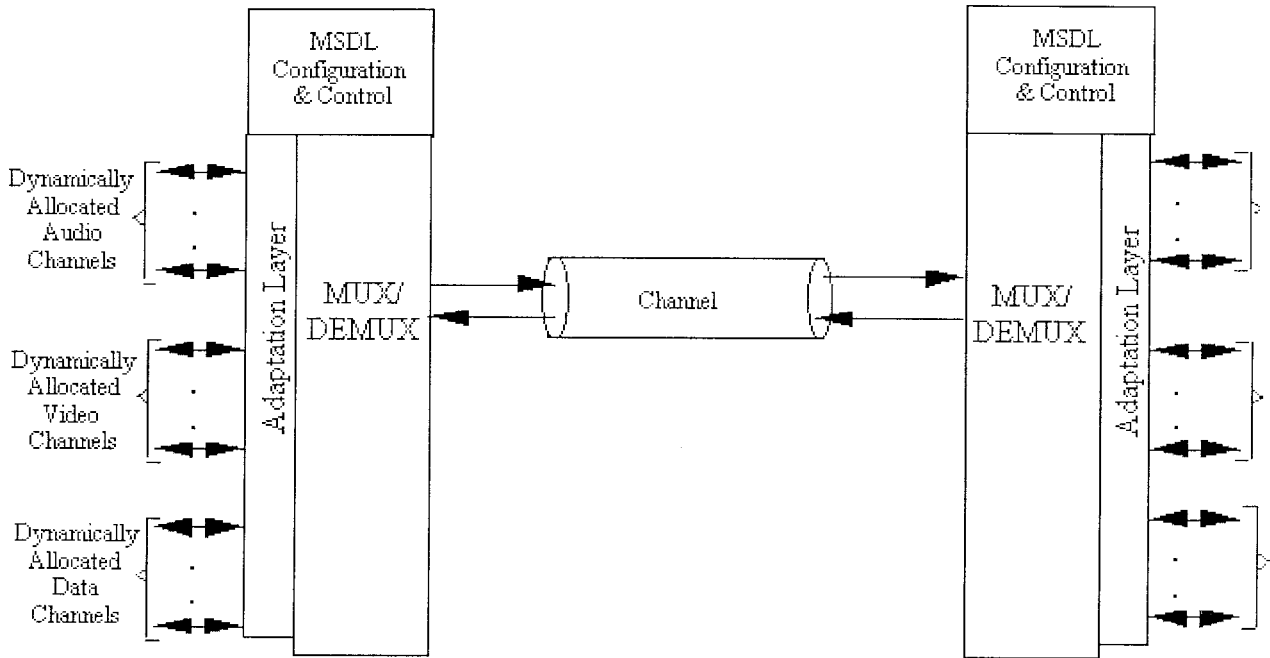 MSDL
Configuration
& Control
MSDL
Configuration
& Control
Dynamically
Allocated
Audio
Channels
Dynamically
Allocated
Video
Channels
Dynamically
Allocated
Data
Channels
Adaptation Layer
MUX/
DEMUX
Channel
MUX/
DEMUX
Adaptation Layer